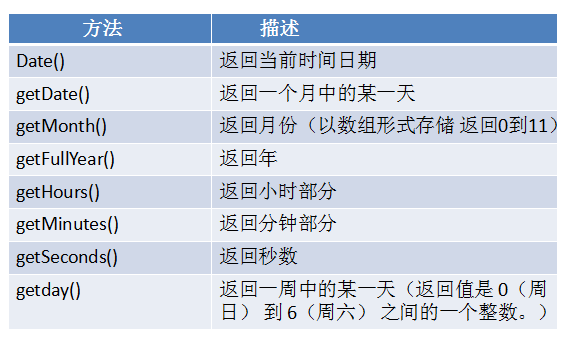 方法 描述
Date() 返回当前时间日期
getDate() 返回一个月中的某一天
getMonth() 返回月份（以数组形式存储 返回0到11）
getFullYear() 返回年
getHours() 返回小时部分
getMinutes() 返回分钟部分
getSeconds() 返回秒数
getday() 返回一周中的某一天（返回值是 0（周
日） 到 6（周六） 之间的一个整数。）